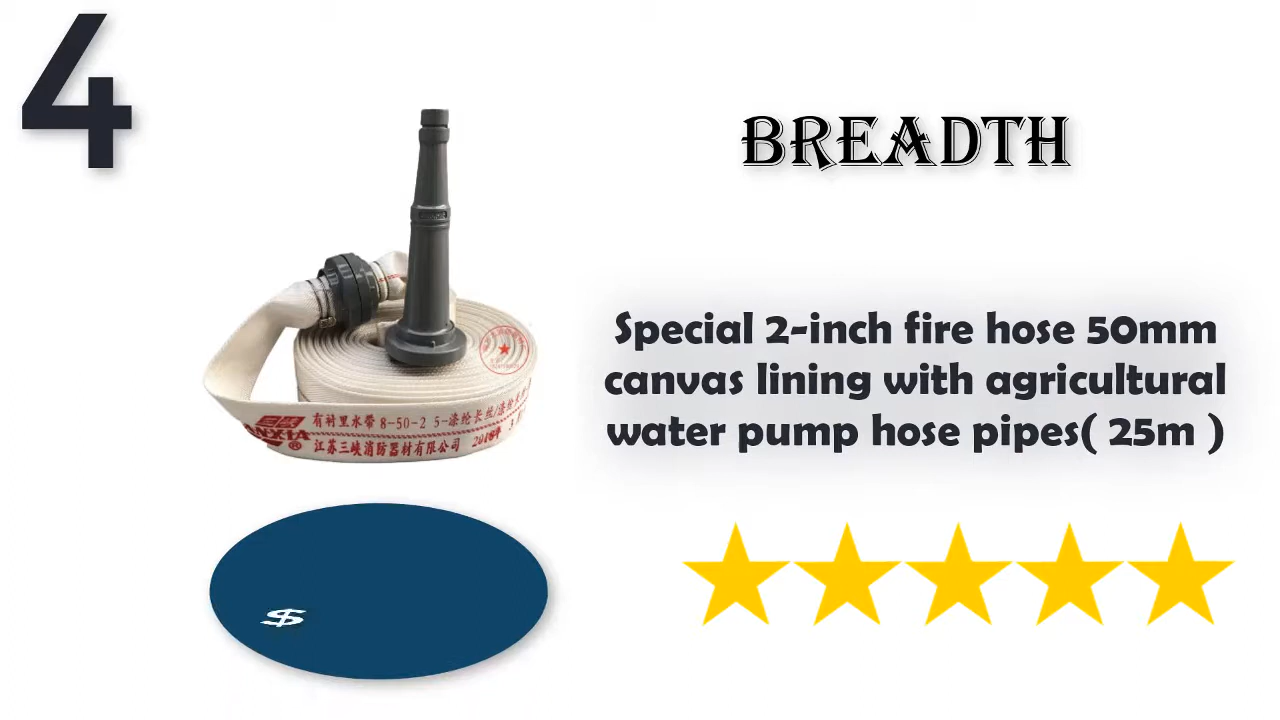 4
BREADTH
Special 2-inch fire hose 50mm
canvas lining with agricultural
water pump hose pipes( 25m )
有衬里水带 8-50-2
江苏三峡消防器材有限公司
$